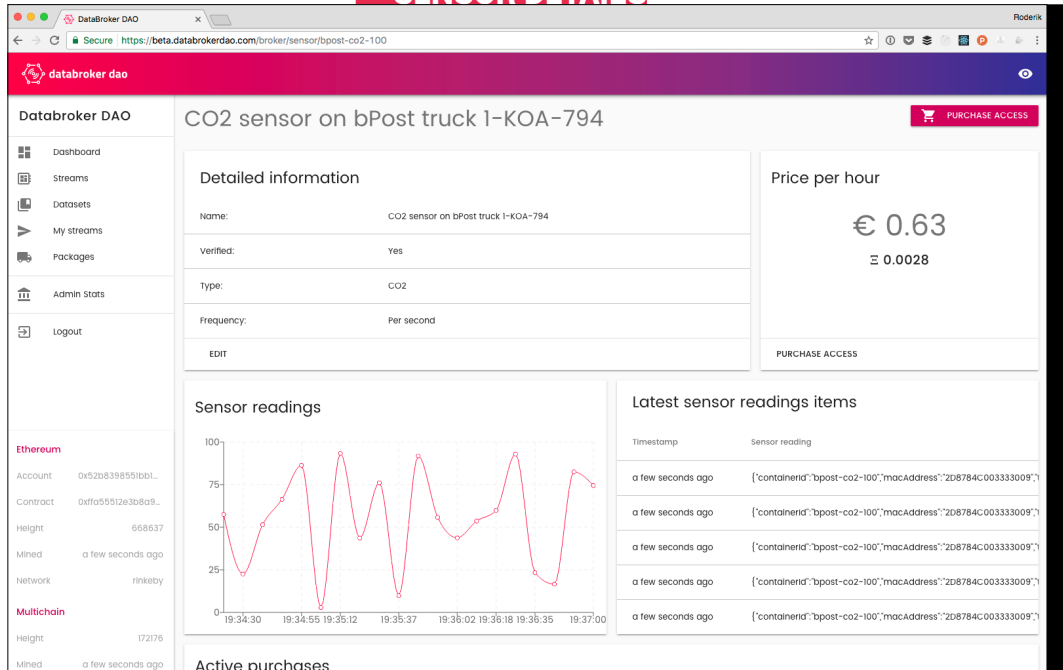 DataBroker DAO
Roderik
Secure https://beta.databrokerdao.com/broker/sensor/bpost-co2-100
databroker dao
Databroker DAO
Dashboard
Streams
Datasets
My streams
Packages
Admin Stats
Logout
Ethereum
Account 0x52b8398551bb1...
Contract 0xffa55512e3b8a9...
Height 668637
Mined a few seconds ago
Network rinkeby
Multichain
Height 172176
Mined a few seconds ago
CO2 sensor on bPost truck 1-KOA-794
PURCHASE ACCESS
Detailed information
Name: CO2 sensor on bPost truck 1-KOA-794
Verified: Yes
Type: CO2
Frequency: Per second
EDIT
Price per hour
€ 0.63
Ξ 0.0028
PURCHASE ACCESS
Sensor readings
100
75
50
25
0
19:34:30 19:34:55 19:35:12 19:35:37 19:36:02 19:36:18 19:36:35 19:37:00
Latest sensor readings items
Timestamp Sensor reading
a few seconds ago {"containerId":"bpost-co2-100","macAddress":"2D8784C003333009","
a few seconds ago {"containerId":"bpost-co2-100","macAddress":"2D8784C003333009","
a few seconds ago {"containerId":"bpost-co2-100","macAddress":"2D8784C003333009","
a few seconds ago {"containerId":"bpost-co2-100","macAddress":"2D8784C003333009","
a few seconds ago {"containerId":"bpost-co2-100","macAddress":"2D8784C003333009","
Active purchases